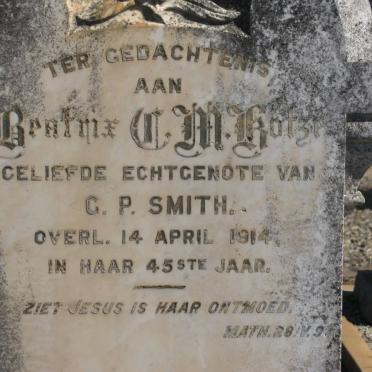 TER GEDACHTENIS
AAN
Beatrix C. M. Kotze
GELIEFDE ECHTGENOTE VAN
G. P. SMITH.
OVERL. 14 APRIL 1914,
IN HAAR 45STE JAAR.
ZIET JESUS IS HAAR ONTMOED.
MATH. 28. V. 9.